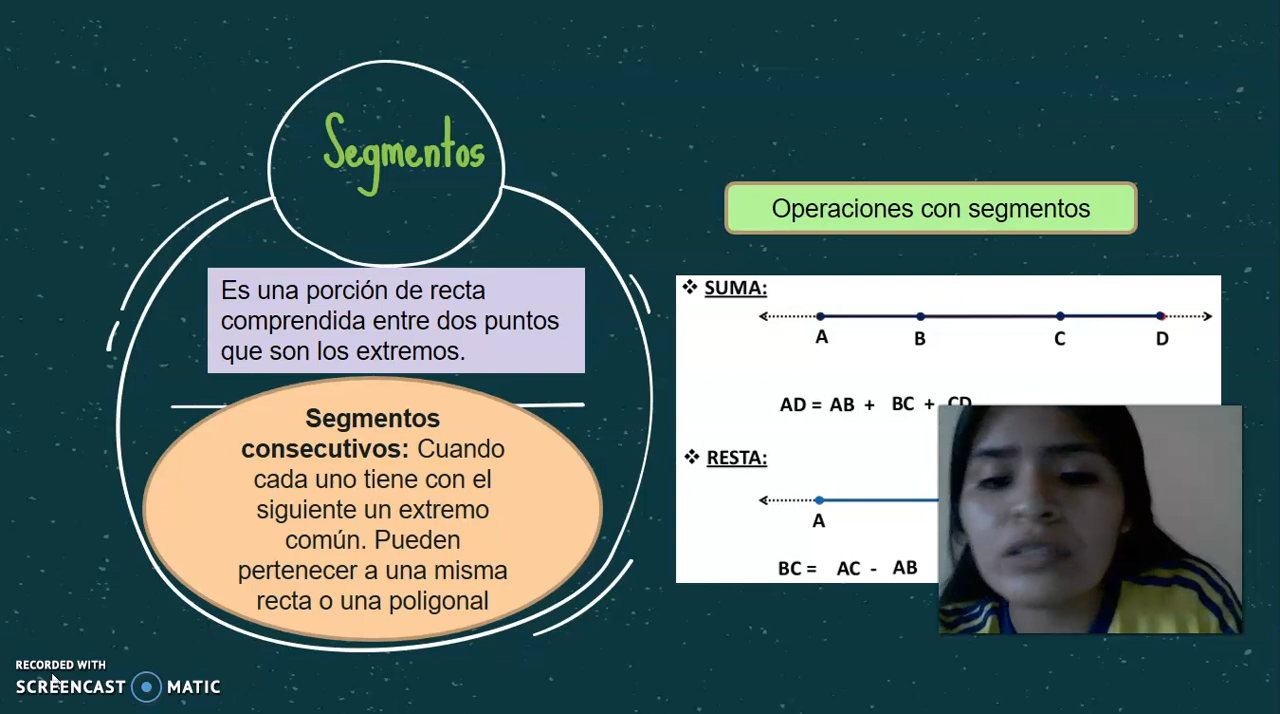 Segmentos
Es una porción de recta
comprendida entre dos puntos
que son los extremos.
Segmentos
consecutivos: Cuando
cada uno tiene con el
siguiente un extremo
común. Pueden
pertenecer a una misma
recta o una poligonal
Operaciones con segmentos
❖ SUMA:
A B C D
AD = AB + BC + CD
❖ RESTA:
A
BC = AC - AB
RECORDED WITH
SCREENCAST MATIC